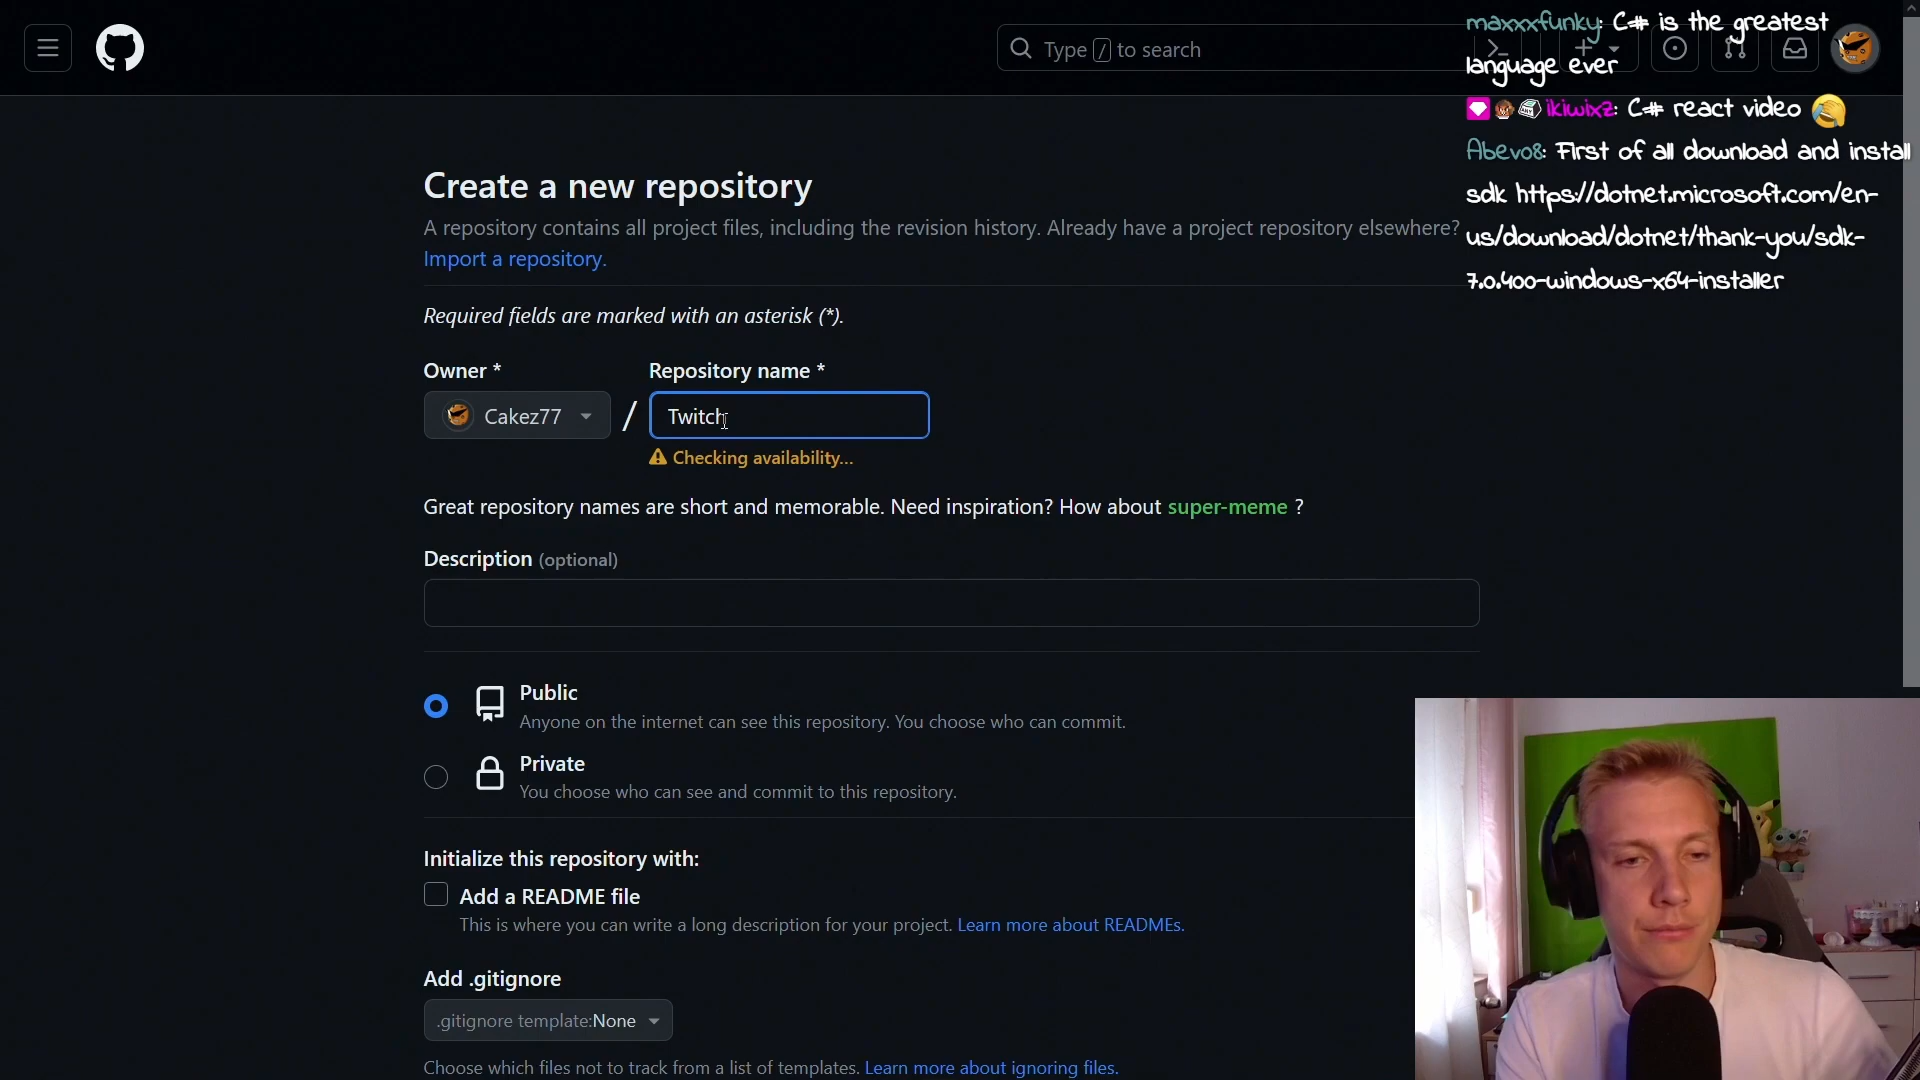 Type / to search
maxxxfunky: C# is the greatest
language ever
ikiwixz: C# react video
Abevo8: FIrst of all download and install
sdk https://dotnet.microsoft.com/en-
us/download/dotnet/thank-you/sdk-
7.0.400-windows-x64-installer
Create a new repository
A repository contains all project files, including the revision history. Already have a project repository elsewhere?
Import a repository.
Required fields are marked with an asterisk (*).
Owner *
Repository name *
Cakez77
/
Twitch
Checking availability...
Great repository names are short and memorable. Need inspiration? How about super-meme ?
Description (optional)
Public
Anyone on the internet can see this repository. You choose who can commit.
Private
You choose who can see and commit to this repository.
Initialize this repository with:
Add a README file
This is where you can write a long description for your project. Learn more about READMEs.
Add .gitignore
.gitignore template:None
Choose which files not to track from a list of templates. Learn more about ignoring files.